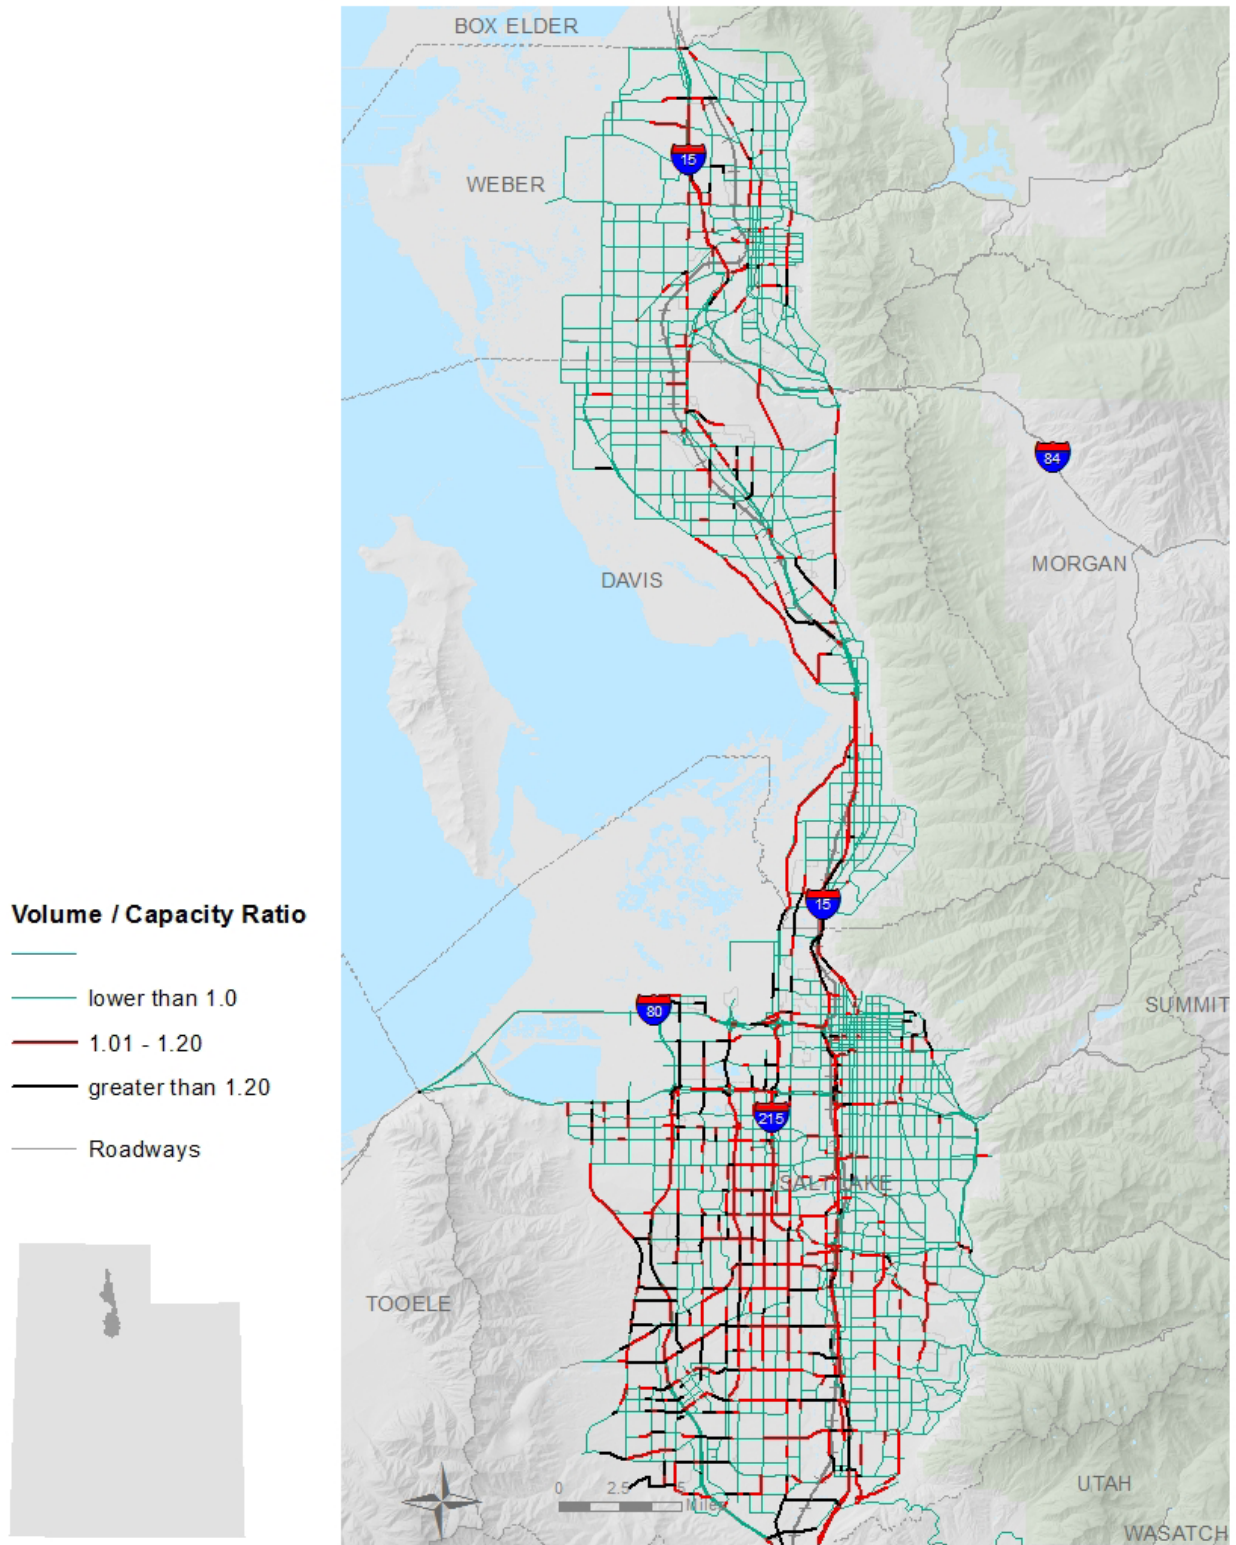 BOX ELDER
15
WEBER
84
MORGAN
DAVIS
15
Volume / Capacity Ratio
lower than 1.0
1.01 - 1.20
greater than 1.20
Roadways
80
SUMMIT
215
SALT LAKE
TOOELE
UTAH
0 2.5 5
Miles
WASATCH